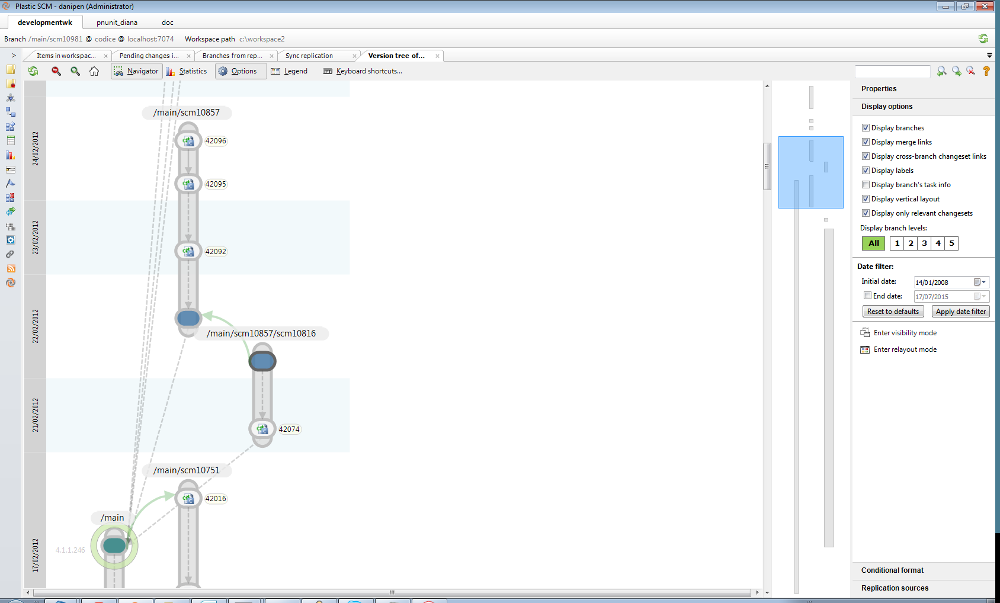 Plastic SCM - danipen (Administrator)
developmentwk pnunit_diana doc
Branch /main/scm10981 @ codice @ localhost:7074 Workspace path c:\workspace2
> Items in workspac... × Pending changes i... × Branches from rep... × Sync replication × Version tree of... ×
Navigator Statistics Options Legend Keyboard shortcuts...
Properties
Display options
Display branches
Display merge links
Display cross-branch changeset links
Display labels
Display branch's task info
Display vertical layout
Display only relevant changesets
Display branch levels:
All 1 2 3 4 5
Date filter:
Initial date: 14/01/2008
End date: 17/07/2015
Reset to defaults Apply date filter
Enter visibility mode
Enter relayout mode
Conditional format
Replication sources
24/02/2012
/main/scm10857
42096
42095
23/02/2012
42092
22/02/2012
/main/scm10857/scm10816
21/02/2012
42074
/main/scm10751
42016
/main
4.1.1.246
17/02/2012